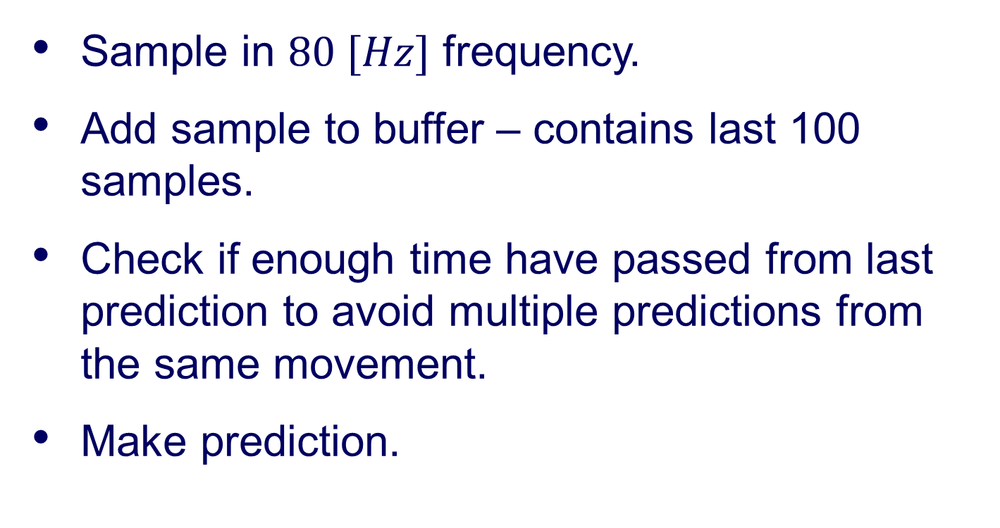 • Sample in 80 [Hz] frequency.
• Add sample to buffer – contains last 100
samples.
• Check if enough time have passed from last
prediction to avoid multiple predictions from
the same movement.
• Make prediction.